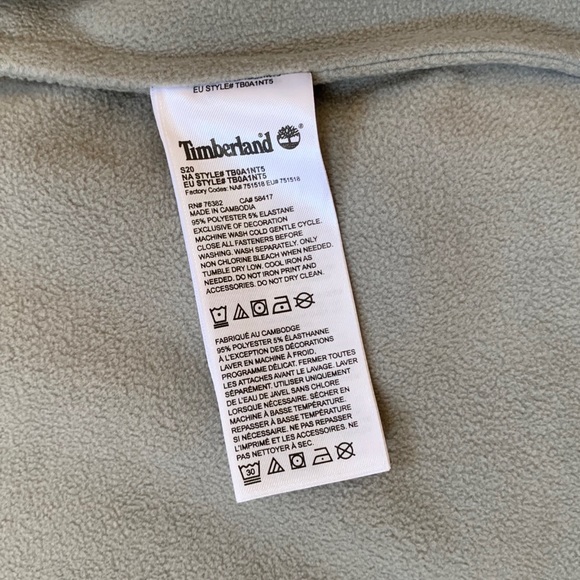 EU STYLE# TB0A1NT5
Timberland
S20
NA STYLE# TB0A1NT5
EU STYLE# TB0A1NT5
Factory Codes: NA# 751518 EU# 751518
RN# 76382 CA# 58417
MADE IN CAMBODIA
95% POLYESTER 5% ELASTANE
EXCLUSIVE OF DECORATION
MACHINE WASH COLD GENTLE CYCLE.
CLOSE ALL FASTENERS BEFORE
WASHING. WASH SEPARATELY. ONLY
NON CHLORINE BLEACH WHEN NEEDED.
TUMBLE DRY LOW. COOL IRON AS
NEEDED. DO NOT IRON PRINT AND
ACCESSORIES. DO NOT DRY CLEAN.
FABRIQUÉ AU CAMBODGE
95% POLYESTER 5% ÉLASTHANNE
À L'EXCEPTION DES DÉCORATIONS
LAVER EN MACHINE À FROID.
PROGRAMME DÉLICAT. FERMER TOUTES
LES ATTACHES AVANT LE LAVAGE. LAVER
SÉPARÉMENT. UTILISER UNIQUEMENT
DE L'EAU DE JAVEL SANS CHLORE
LORSQUE NÉCESSAIRE. SÉCHER EN
MACHINE À BASSE TEMPÉRATURE.
REPASSER À BASSE TEMPÉRATURE
SI NÉCESSAIRE. NE PAS REPASSER
L'IMPRIMÉ ET LES ACCESSOIRES. NE
PAS NETTOYER À SEC.
30